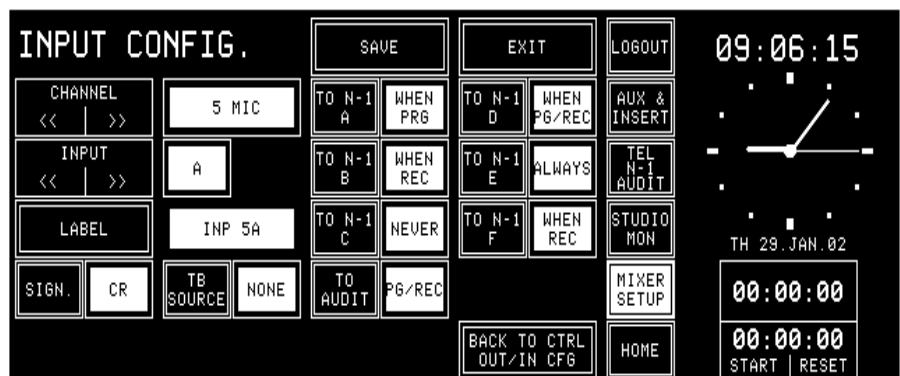 INPUT CONFIG.
SAVE
EXIT
LOGOUT
09:06:15
CHANNEL
<< | >>
5 MIC
TO N-1
A
WHEN
PRG
TO N-1
D
WHEN
PG/REC
AUX &
INSERT
INPUT
<< | >>
A
TO N-1
B
WHEN
REC
TO N-1
E
ALWAYS
TEL
N-1
AUDIT
LABEL
INP 5A
TO N-1
C
NEVER
TO N-1
F
WHEN
REC
STUDIO
MON
TH 29.JAN.02
SIGN.
CR
TB
SOURCE
NONE
TO
AUDIT
PG/REC
MIXER
SETUP
00:00:00
BACK TO CTRL
OUT/IN CFG
HOME
00:00:00
START | RESET